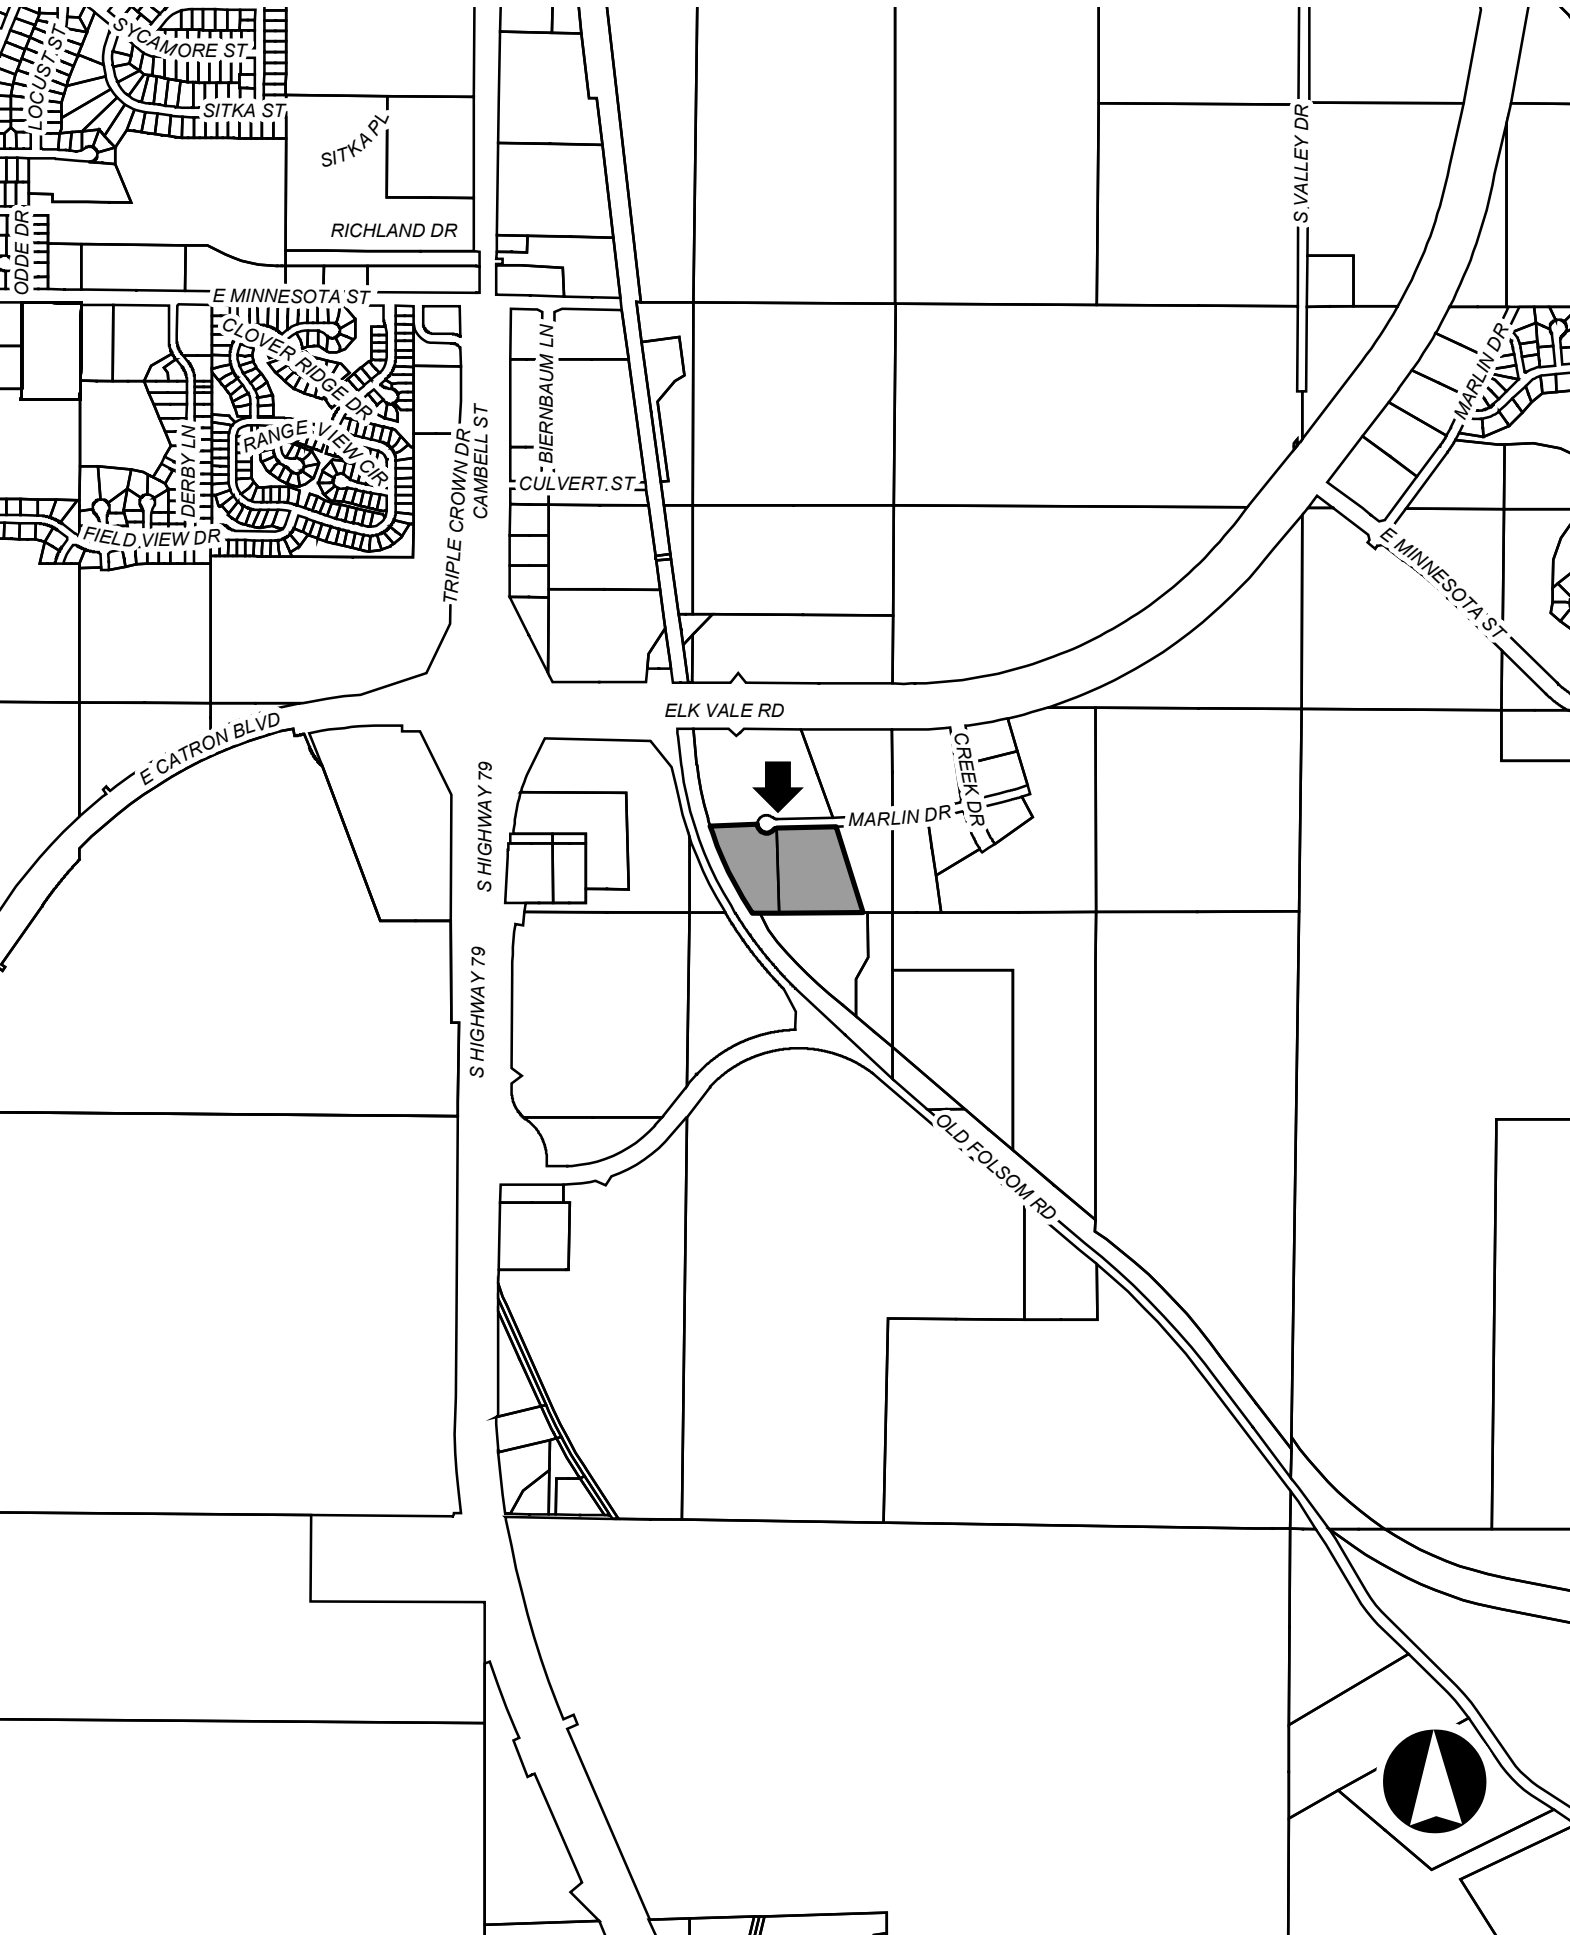 SYCAMORE ST
LOCUST ST
SITKA ST
SITKA PL
S VALLEY DR
RICHLAND DR
ODDE DR
E MINNESOTA ST
CLOVER RIDGE DR
BIERNBAUM LN
MARLIN DR
RANGE VIEW CIR
DERBY LN
TRIPLE CROWN DR
CAMBELL ST
CULVERT ST
FIELD VIEW DR
E MINNESOTA ST
ELK VALE RD
E CATRON BLVD
CREEK DR
S HIGHWAY 79
MARLIN DR
S HIGHWAY 79
OLD FOLSOM RD